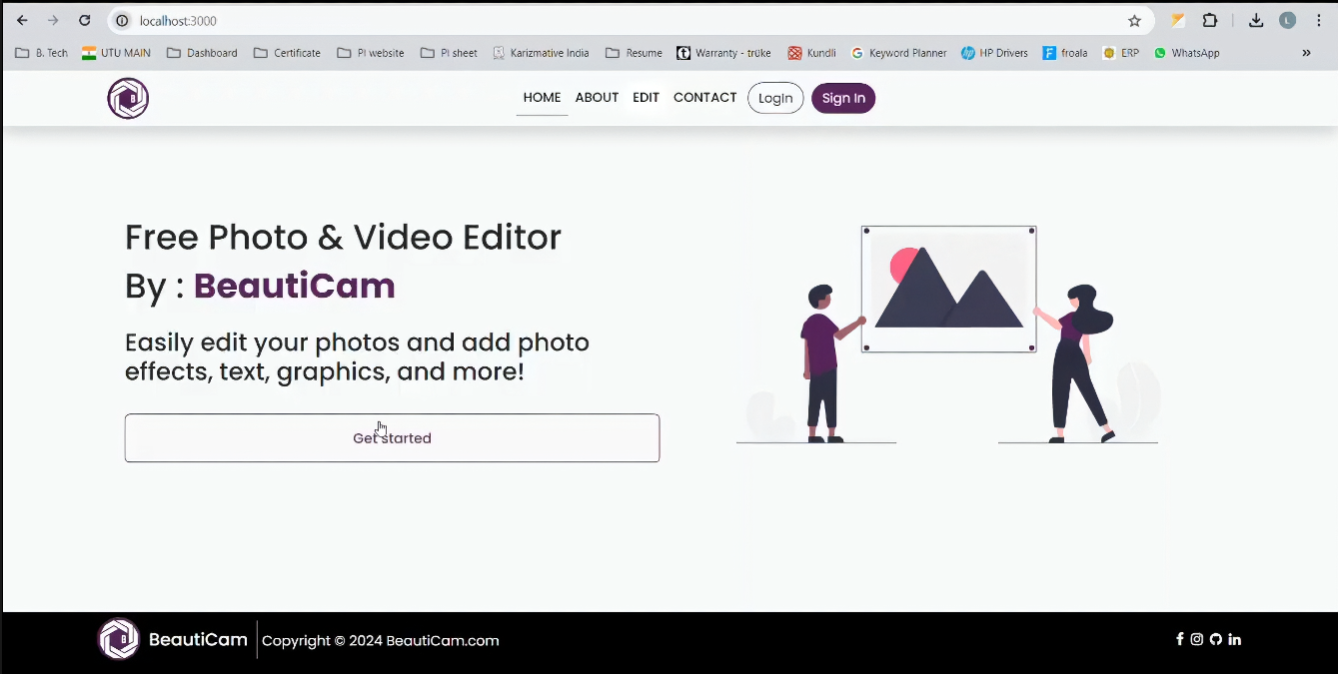 localhost:3000
L
B. Tech UTU MAIN Dashboard Certificate PI website PI sheet Karizmative India Resume Warranty - trüke Kundli Keyword Planner HP Drivers froala ERP WhatsApp »
HOME ABOUT EDIT CONTACT LogIn Sign In
Free Photo & Video Editor
By : BeautiCam
Easily edit your photos and add photo
effects, text, graphics, and more!
Get started
BeautiCam Copyright © 2024 BeautiCam.com